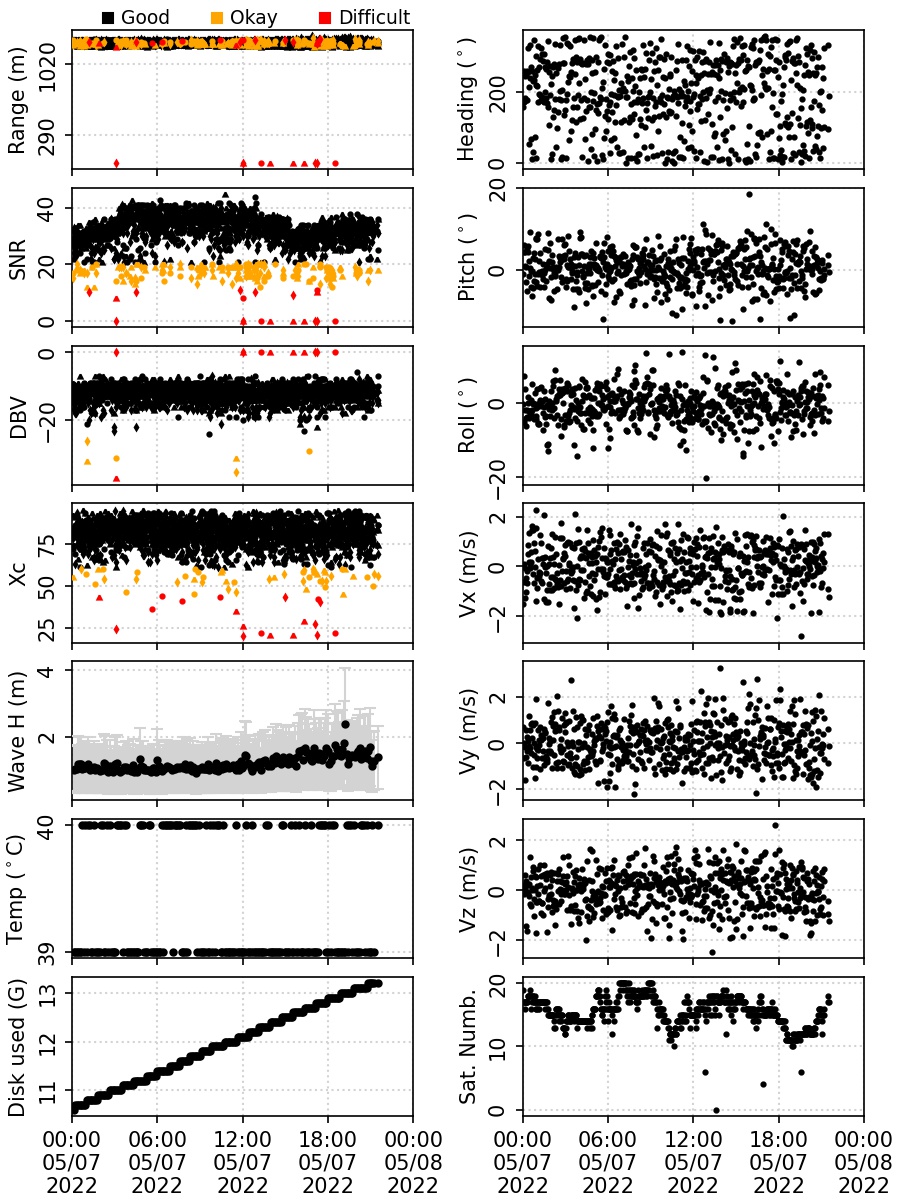 Good Okay Difficult
Range (m)
1020
290
Heading (°)
200
0
SNR
40
20
0
Pitch (°)
20
0
DBV
0
−20
Roll (°)
0
−20
Xc
75
50
25
Vx (m/s)
2
0
−2
Wave H (m)
4
2
Vy (m/s)
2
0
−2
Temp (°C)
40
39
Vz (m/s)
2
0
−2
Disk used (G)
13
12
11
Sat. Numb.
20
10
0
00:00 06:00 12:00 18:00 00:00
05/07 05/07 05/07 05/07 05/08
2022 2022 2022 2022 2022
00:00 06:00 12:00 18:00 00:00
05/07 05/07 05/07 05/07 05/08
2022 2022 2022 2022 2022